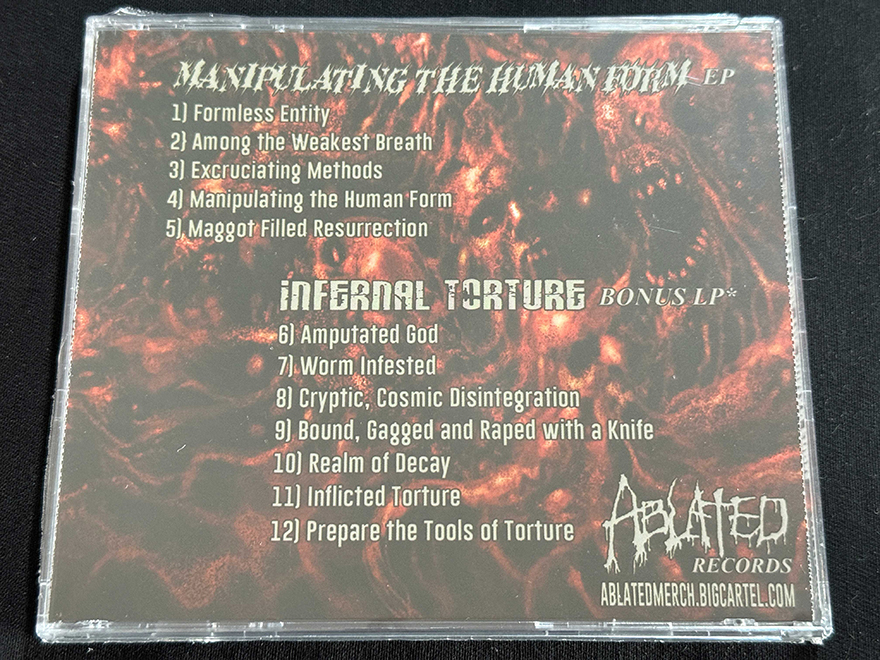 MANIPULATING THE HUMAN FORM EP
1) Formless Entity
2) Among the Weakest Breath
3) Excruciating Methods
4) Manipulating the Human Form
5) Maggot Filled Resurrection
INFERNAL TORTURE BONUS LP*
6) Amputated God
7) Worm Infested
8) Cryptic, Cosmic Disintegration
9) Bound, Gagged and Raped with a Knife
10) Realm of Decay
11) Inflicted Torture
12) Prepare the Tools of Torture
ABLATED
RECORDS
ABLATEDMERCH.BIGCARTEL.COM